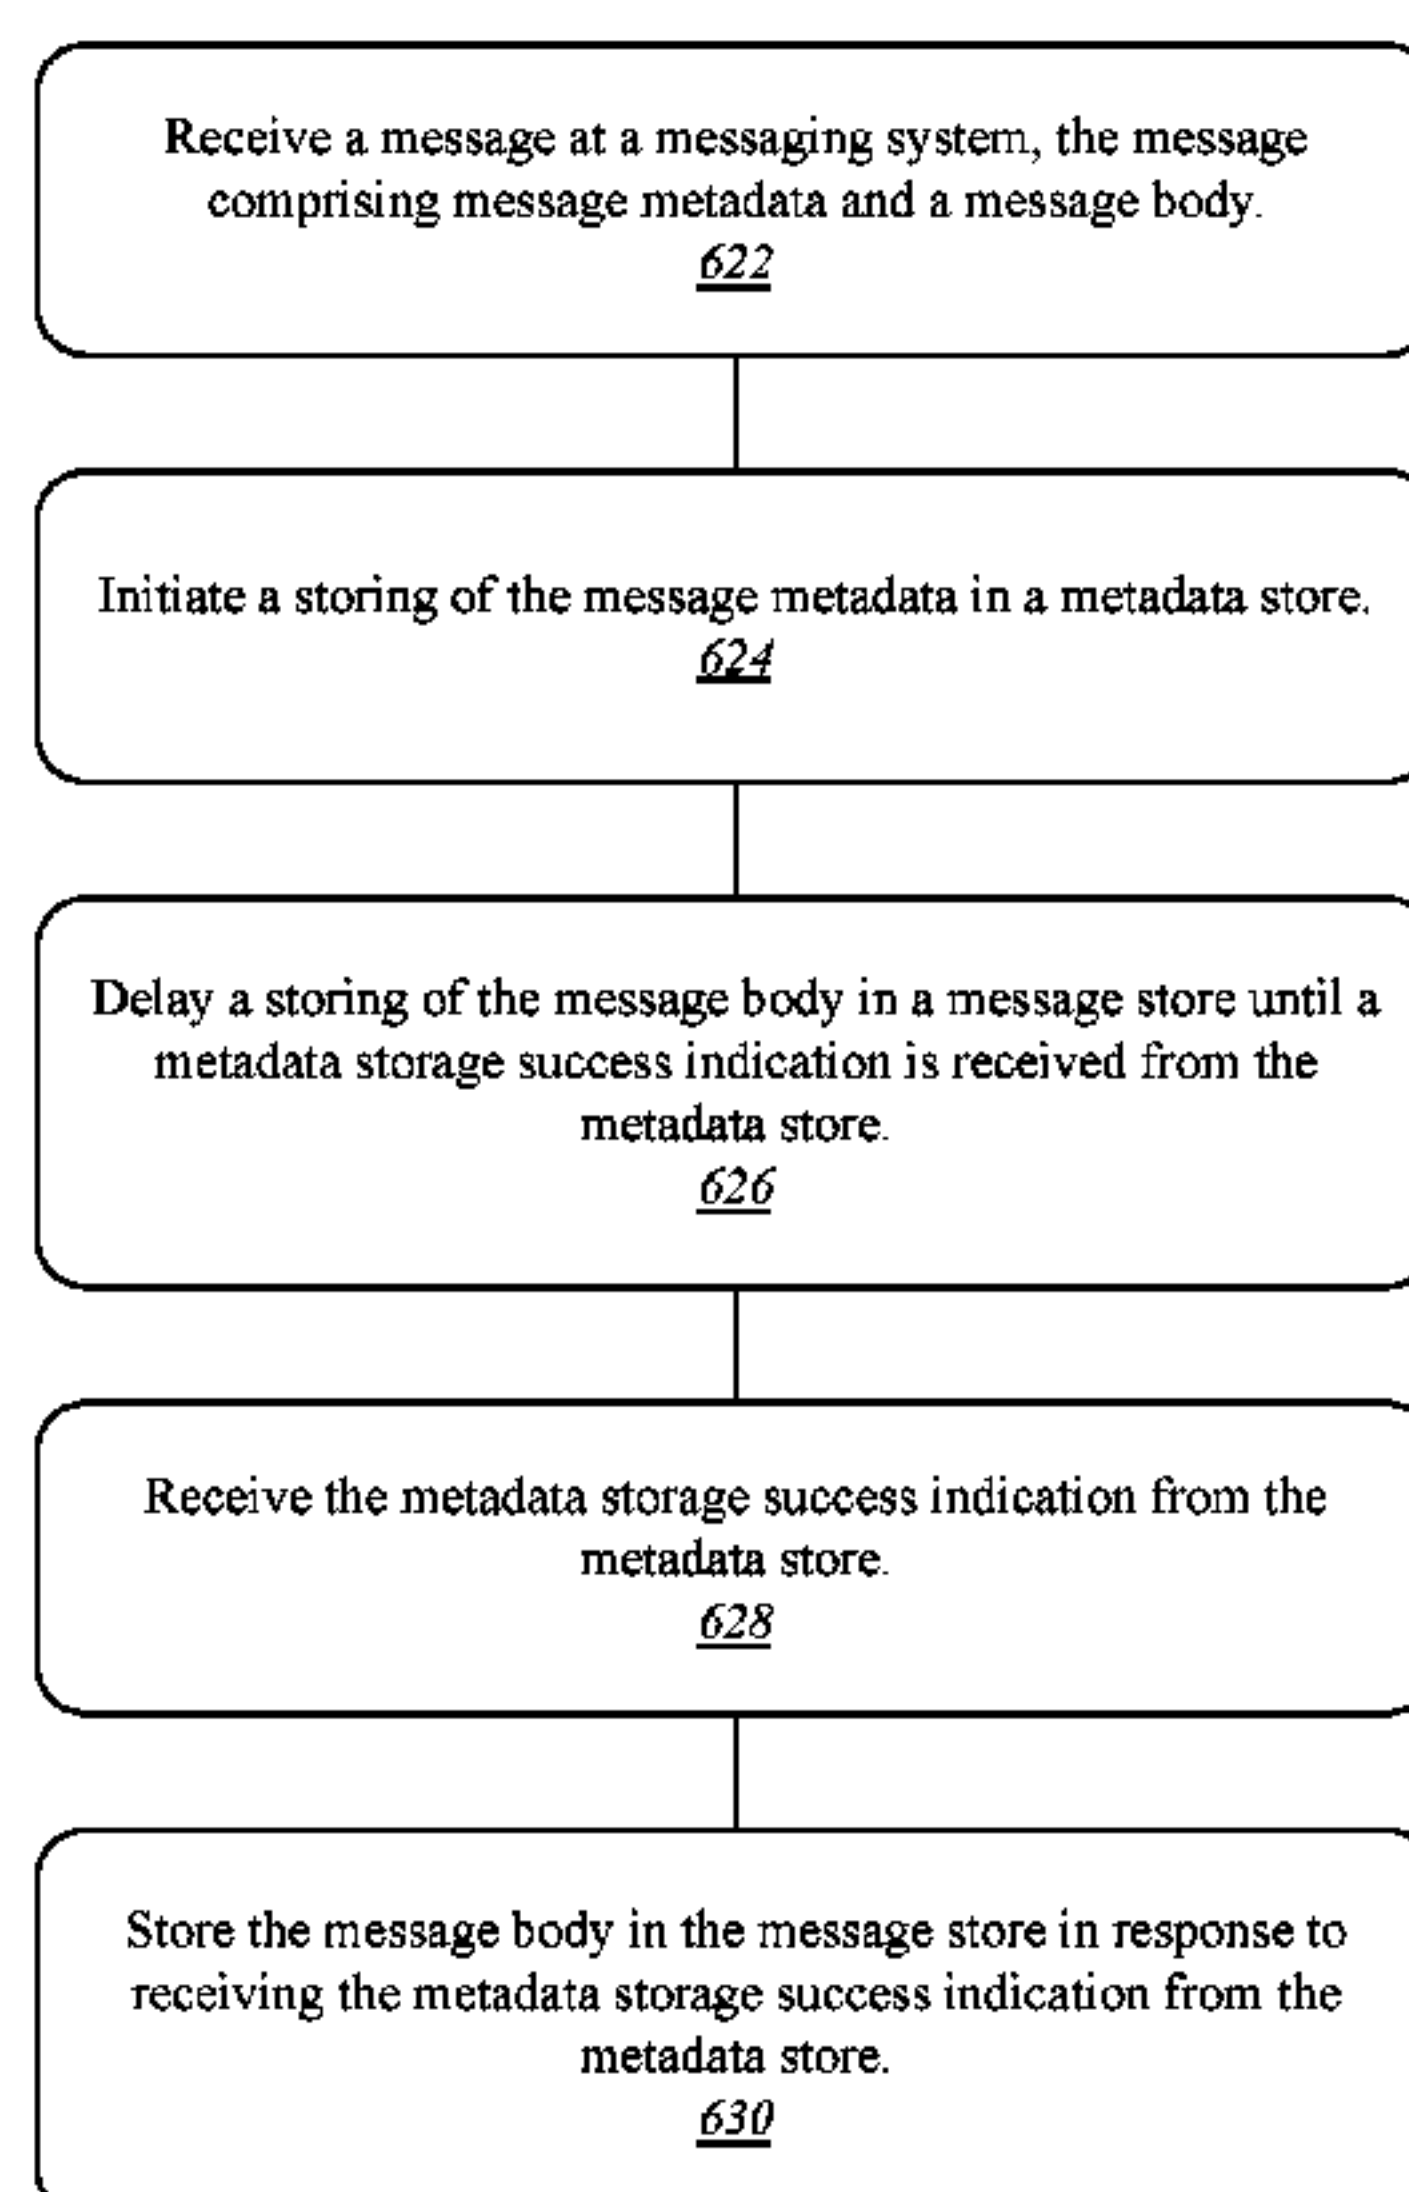 Receive a message at a messaging system, the message
comprising message metadata and a message body.
622
Initiate a storing of the message metadata in a metadata store.
624
Delay a storing of the message body in a message store until a
metadata storage success indication is received from the
metadata store.
626
Receive the metadata storage success indication from the
metadata store.
628
Store the message body in the message store in response to
receiving the metadata storage success indication from the
metadata store.
630